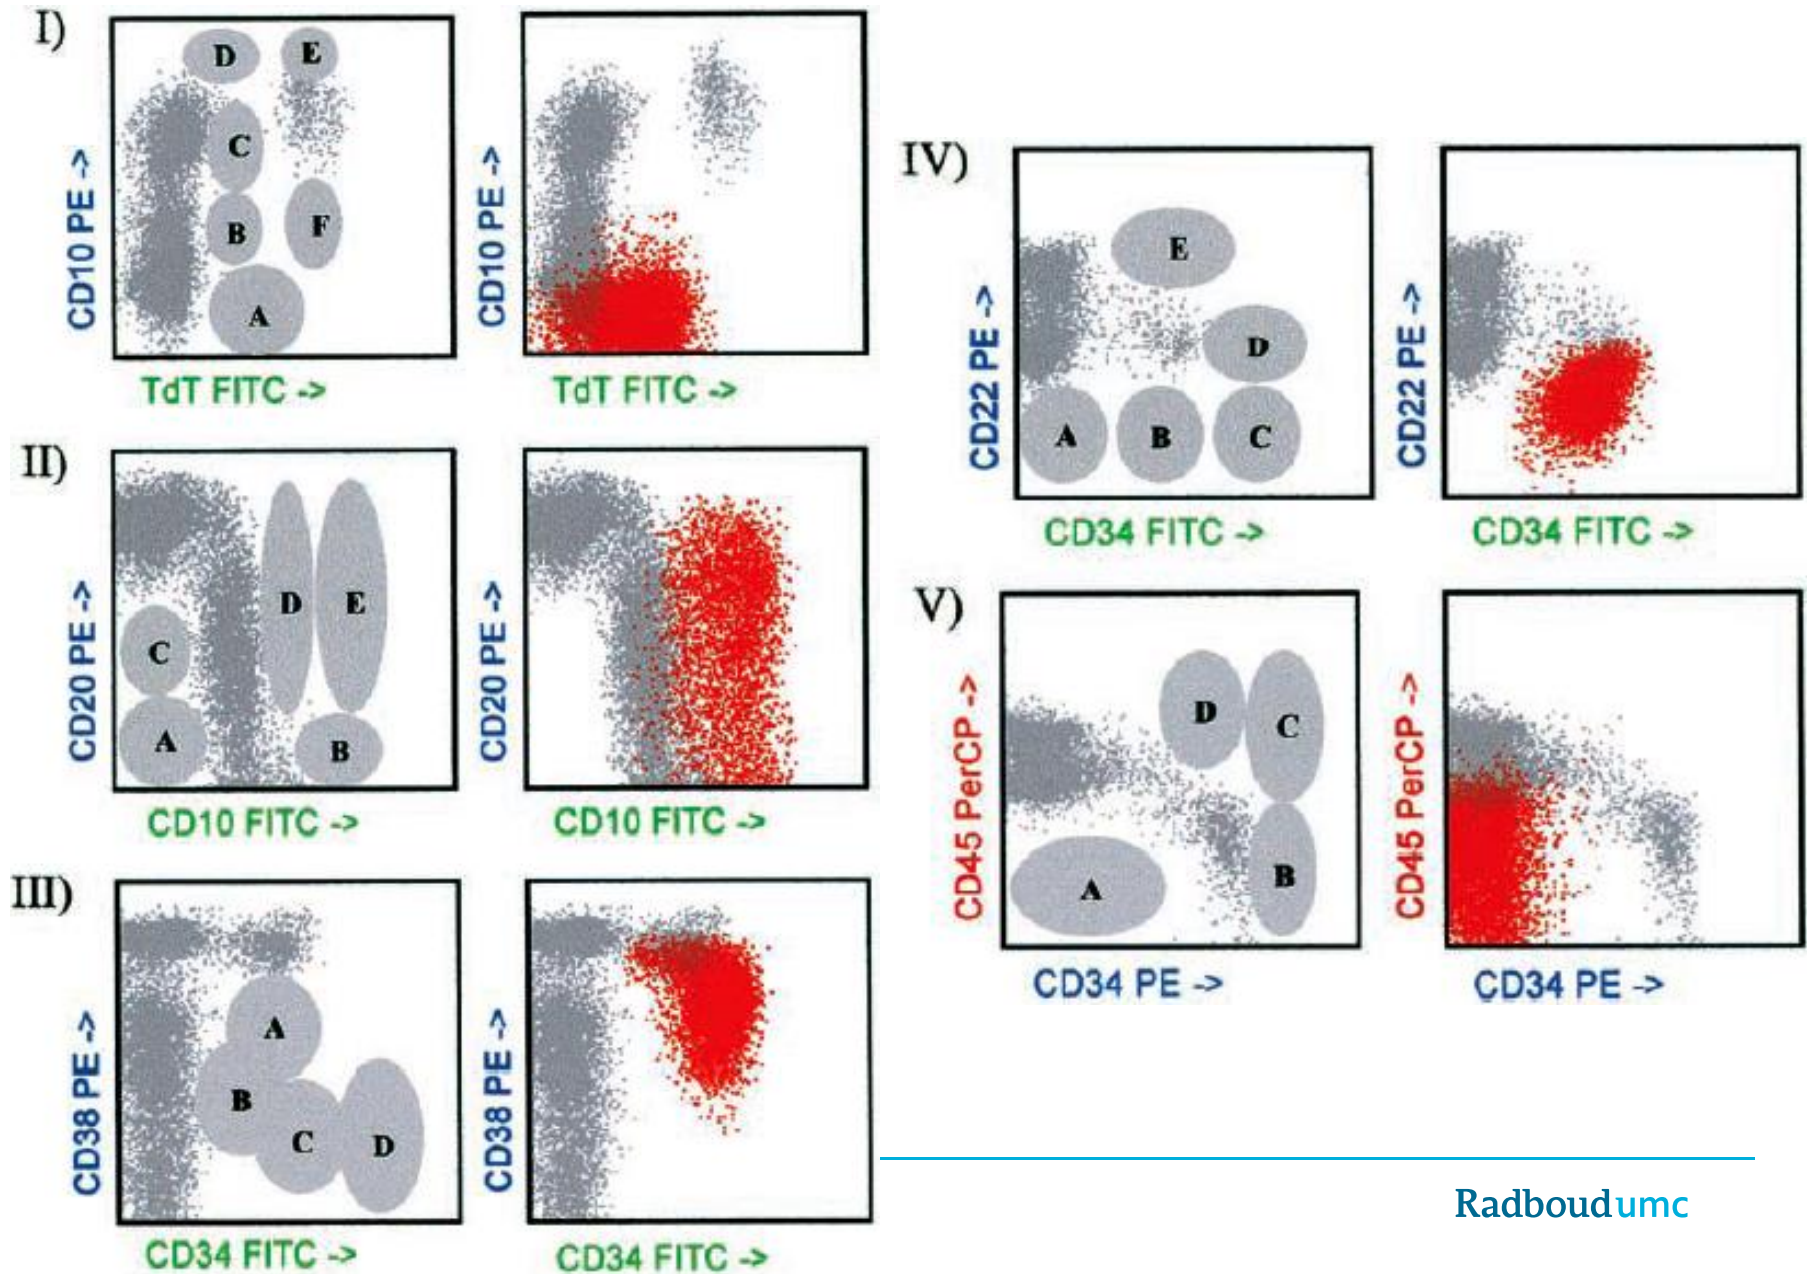 I)
D
E
C
B
F
A
CD10 PE ->
TdT FITC ->
CD10 PE ->
TdT FITC ->
II)
D
E
C
A
B
CD20 PE ->
CD10 FITC ->
CD20 PE ->
CD10 FITC ->
III)
A
B
C
D
CD38 PE ->
CD34 FITC ->
CD38 PE ->
CD34 FITC ->
IV)
E
D
A
B
C
CD22 PE ->
CD34 FITC ->
CD22 PE ->
CD34 FITC ->
V)
D
C
B
A
CD45 PerCP ->
CD34 PE ->
CD45 PerCP ->
CD34 PE ->
Radboudumc